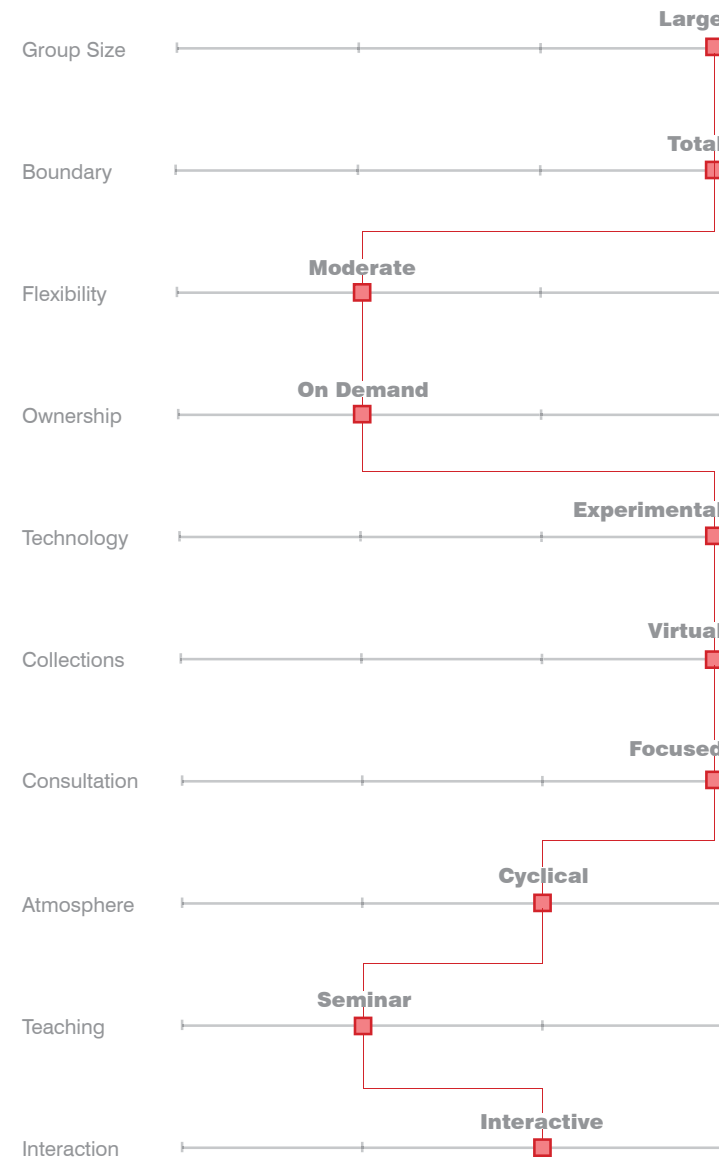 Large
Group Size
Total
Boundary
Moderate
Flexibility
On Demand
Ownership
Experimental
Technology
Virtual
Collections
Focused
Consultation
Cyclical
Atmosphere
Seminar
Teaching
Interactive
Interaction